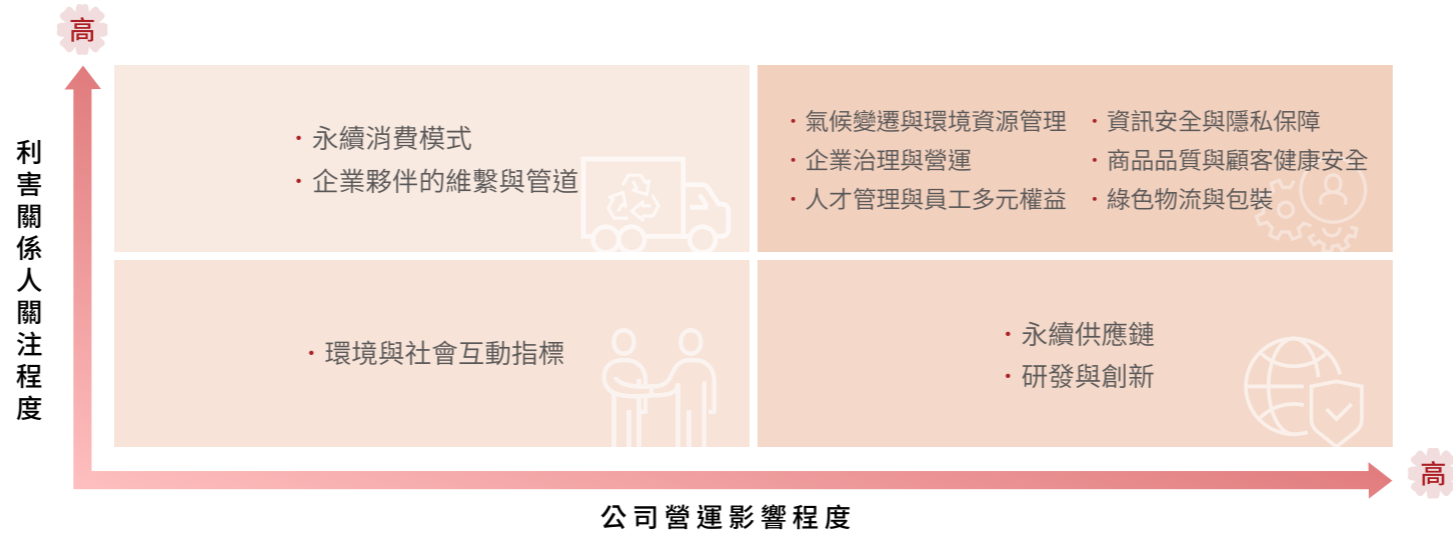 高
利害關係人關注程度
・永續消費模式
・企業夥伴的維繫與管道
・氣候變遷與環境資源管理
・企業治理與營運
・人才管理與員工多元權益
・資訊安全與隱私保障
・商品品質與顧客健康安全
・綠色物流與包裝
・環境與社會互動指標
・永續供應鏈
・研發與創新
高
公司營運影響程度